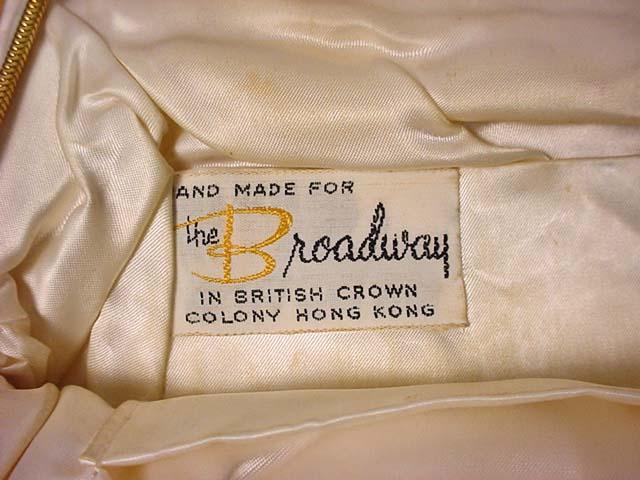 AND MADE FOR
the Broadway
IN BRITISH CROWN
COLONY HONG KONG